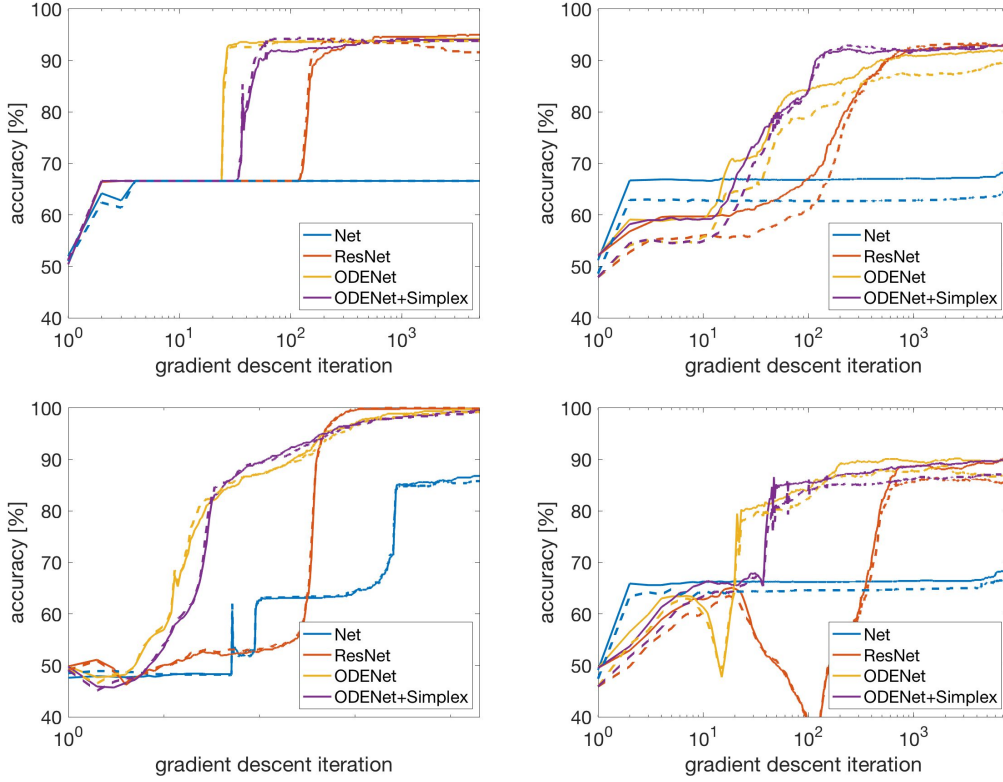 accuracy [%]
100
90
80
70
60
50
40
Net
ResNet
ODENet
ODENet+Simplex
10^0
10^1
10^2
10^3
gradient descent iteration
accuracy [%]
100
90
80
70
60
50
40
Net
ResNet
ODENet
ODENet+Simplex
10^0
10^1
10^2
10^3
gradient descent iteration
accuracy [%]
100
90
80
70
60
50
40
Net
ResNet
ODENet
ODENet+Simplex
10^0
gradient descent iteration
accuracy [%]
100
90
80
70
60
50
40
Net
ResNet
ODENet
ODENet+Simplex
10^0
10^1
10^2
10^3
gradient descent iteration